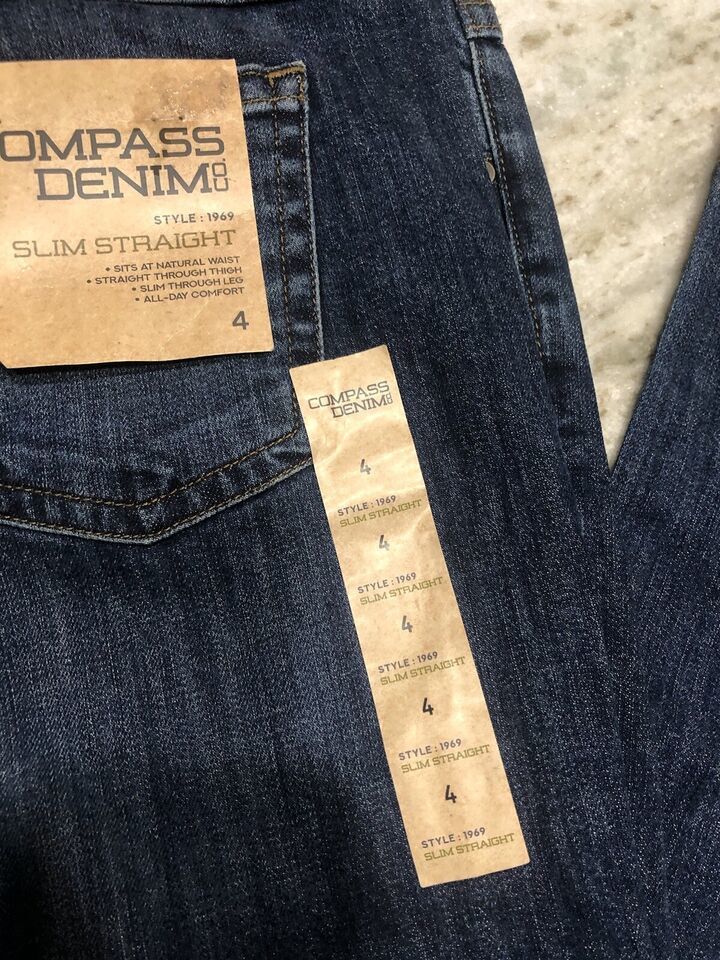 OMPASS
DENIM CO.
STYLE : 1969
SLIM STRAIGHT
• SITS AT NATURAL WAIST
• STRAIGHT THROUGH THIGH
• SLIM THROUGH LEG
• ALL-DAY COMFORT
4
COMPASS
DENIM CO.
4
STYLE : 1969
SLIM STRAIGHT
4
STYLE : 1969
SLIM STRAIGHT
4
STYLE : 1969
SLIM STRAIGHT
4
STYLE : 1969
SLIM STRAIGHT
4
STYLE : 1969
SLIM STRAIGHT